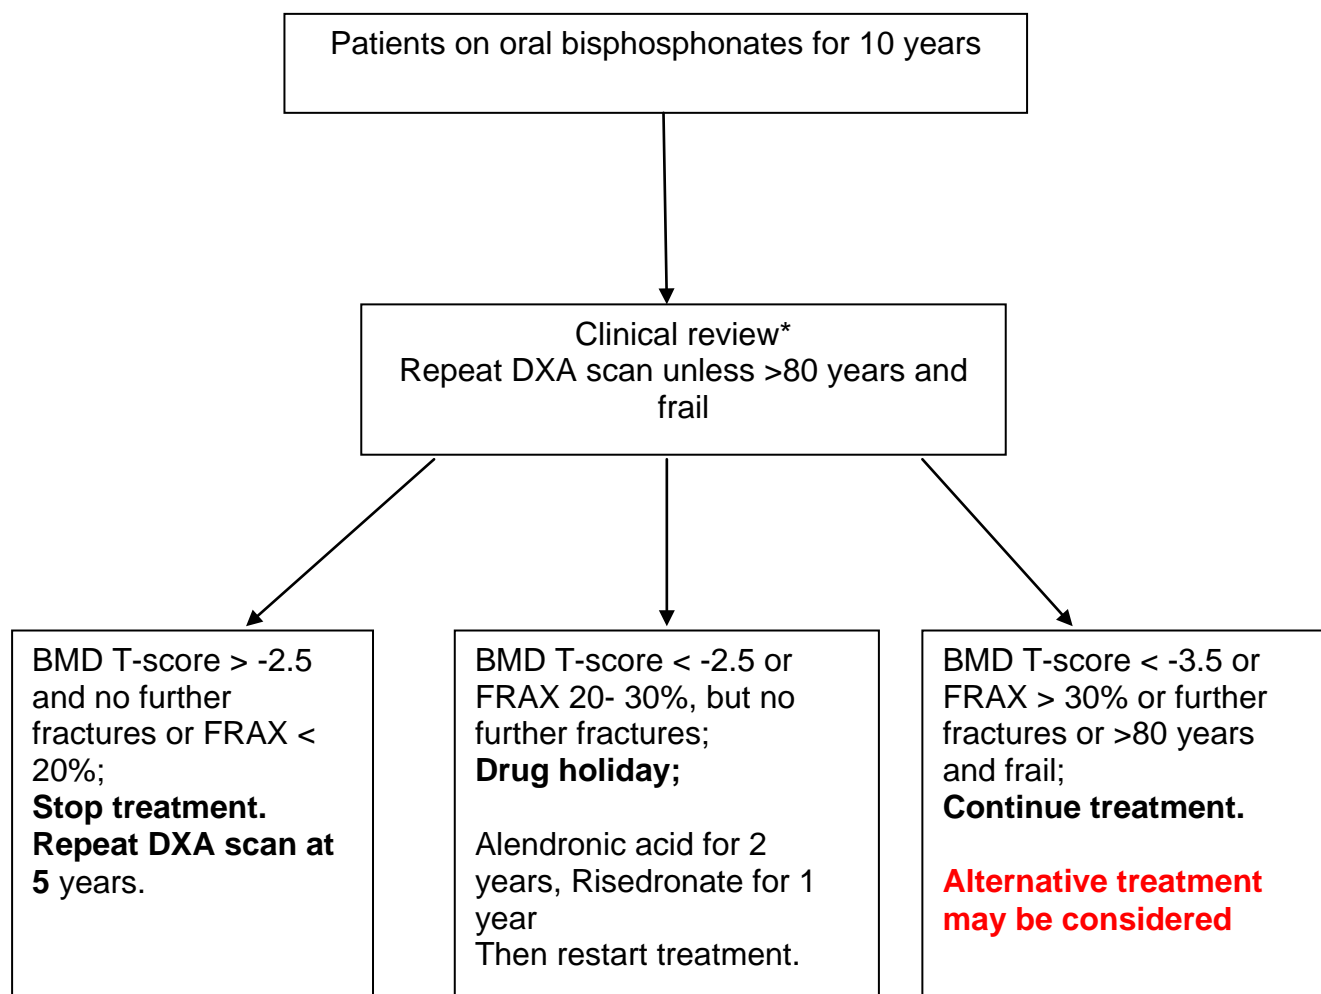 Patients on oral bisphosphonates for 10 years
Clinical review*
Repeat DXA scan unless >80 years and
frail
BMD T-score > -2.5
and no further
fractures or FRAX <
20%;
Stop treatment.
Repeat DXA scan at
5 years.
BMD T-score < -2.5 or
FRAX 20- 30%, but no
further fractures;
Drug holiday;
Alendronic acid for 2
years, Risedronate for 1
year
Then restart treatment.
BMD T-score < -3.5 or
FRAX > 30% or further
fractures or >80 years
and frail;
Continue treatment.
Alternative treatment
may be considered